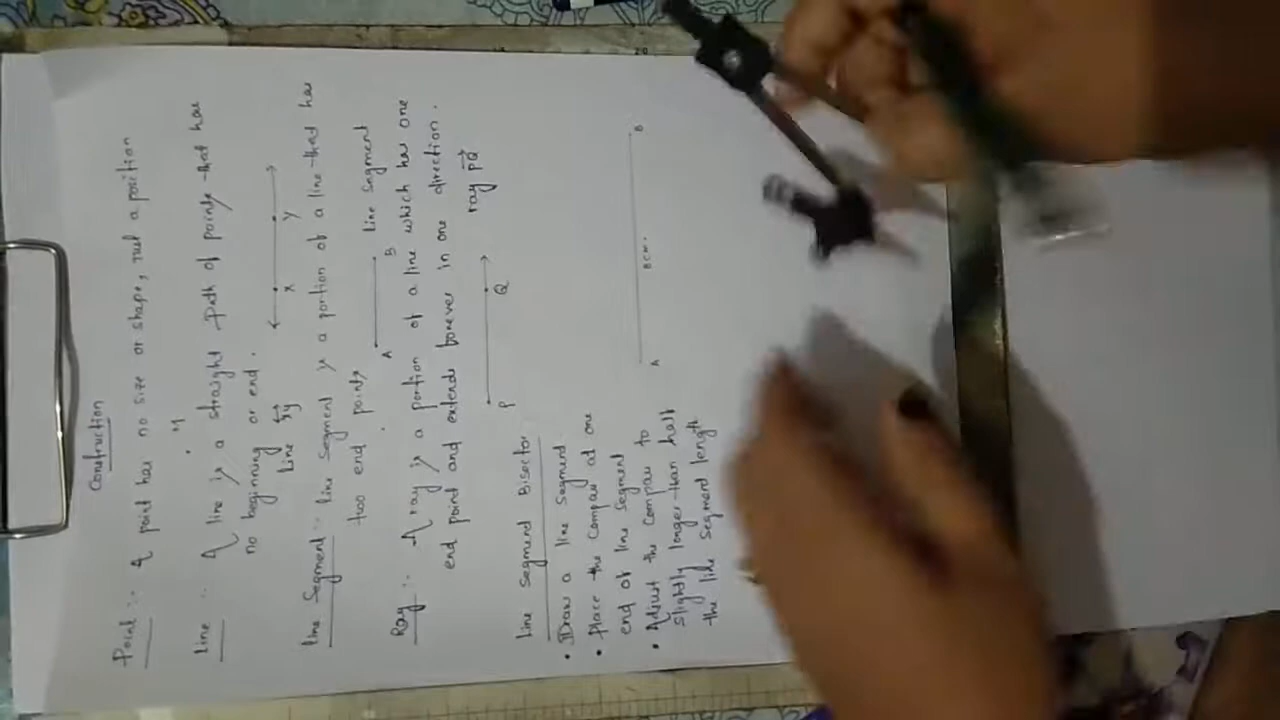 Construction
Point :- A point has no size or shape, just a position
. M
Line :- A line is a straight path of points that has
no beginning or end.
Line xy
X Y
Line Segment :- line segment is a portion of a line that has
two end points
A B Line Segment
Ray :- A ray is a portion of a line which has one
end point and extends forever in one direction.
P Q ray PQ
Line Segment Bisector
• Draw a line segment
• Place the compass at one
end of line segment
• Adjust the compass to
slightly longer than half
the line segment length
A 8cm. B
20